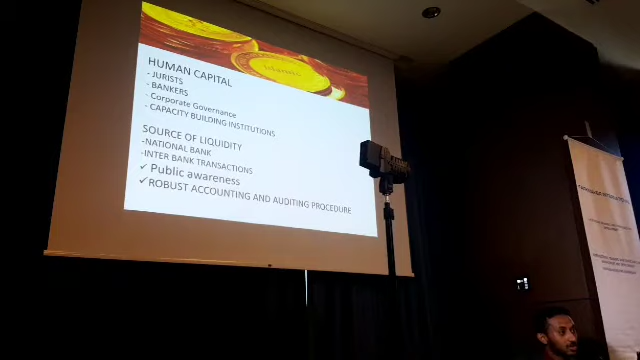 HUMAN CAPITAL
- JURISTS
- BANKERS
- Corporate Governance
- CAPACITY BUILDING INSTITUTIONS
SOURCE OF LIQUIDITY
-NATIONAL BANK
-INTER BANK TRANSACTIONS
✓ Public awareness
✓ROBUST ACCOUNTING AND AUDITING PROCEDURE